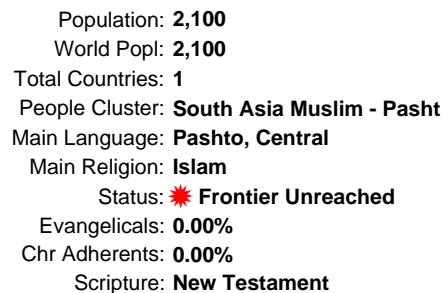 Population: 2,100
World Popl: 2,100
Total Countries: 1
People Cluster: South Asia Muslim - Pasht
Main Language: Pashto, Central
Main Religion: Islam
Status: Frontier Unreached
Evangelicals: 0.00%
Chr Adherents: 0.00%
Scripture: New Testament